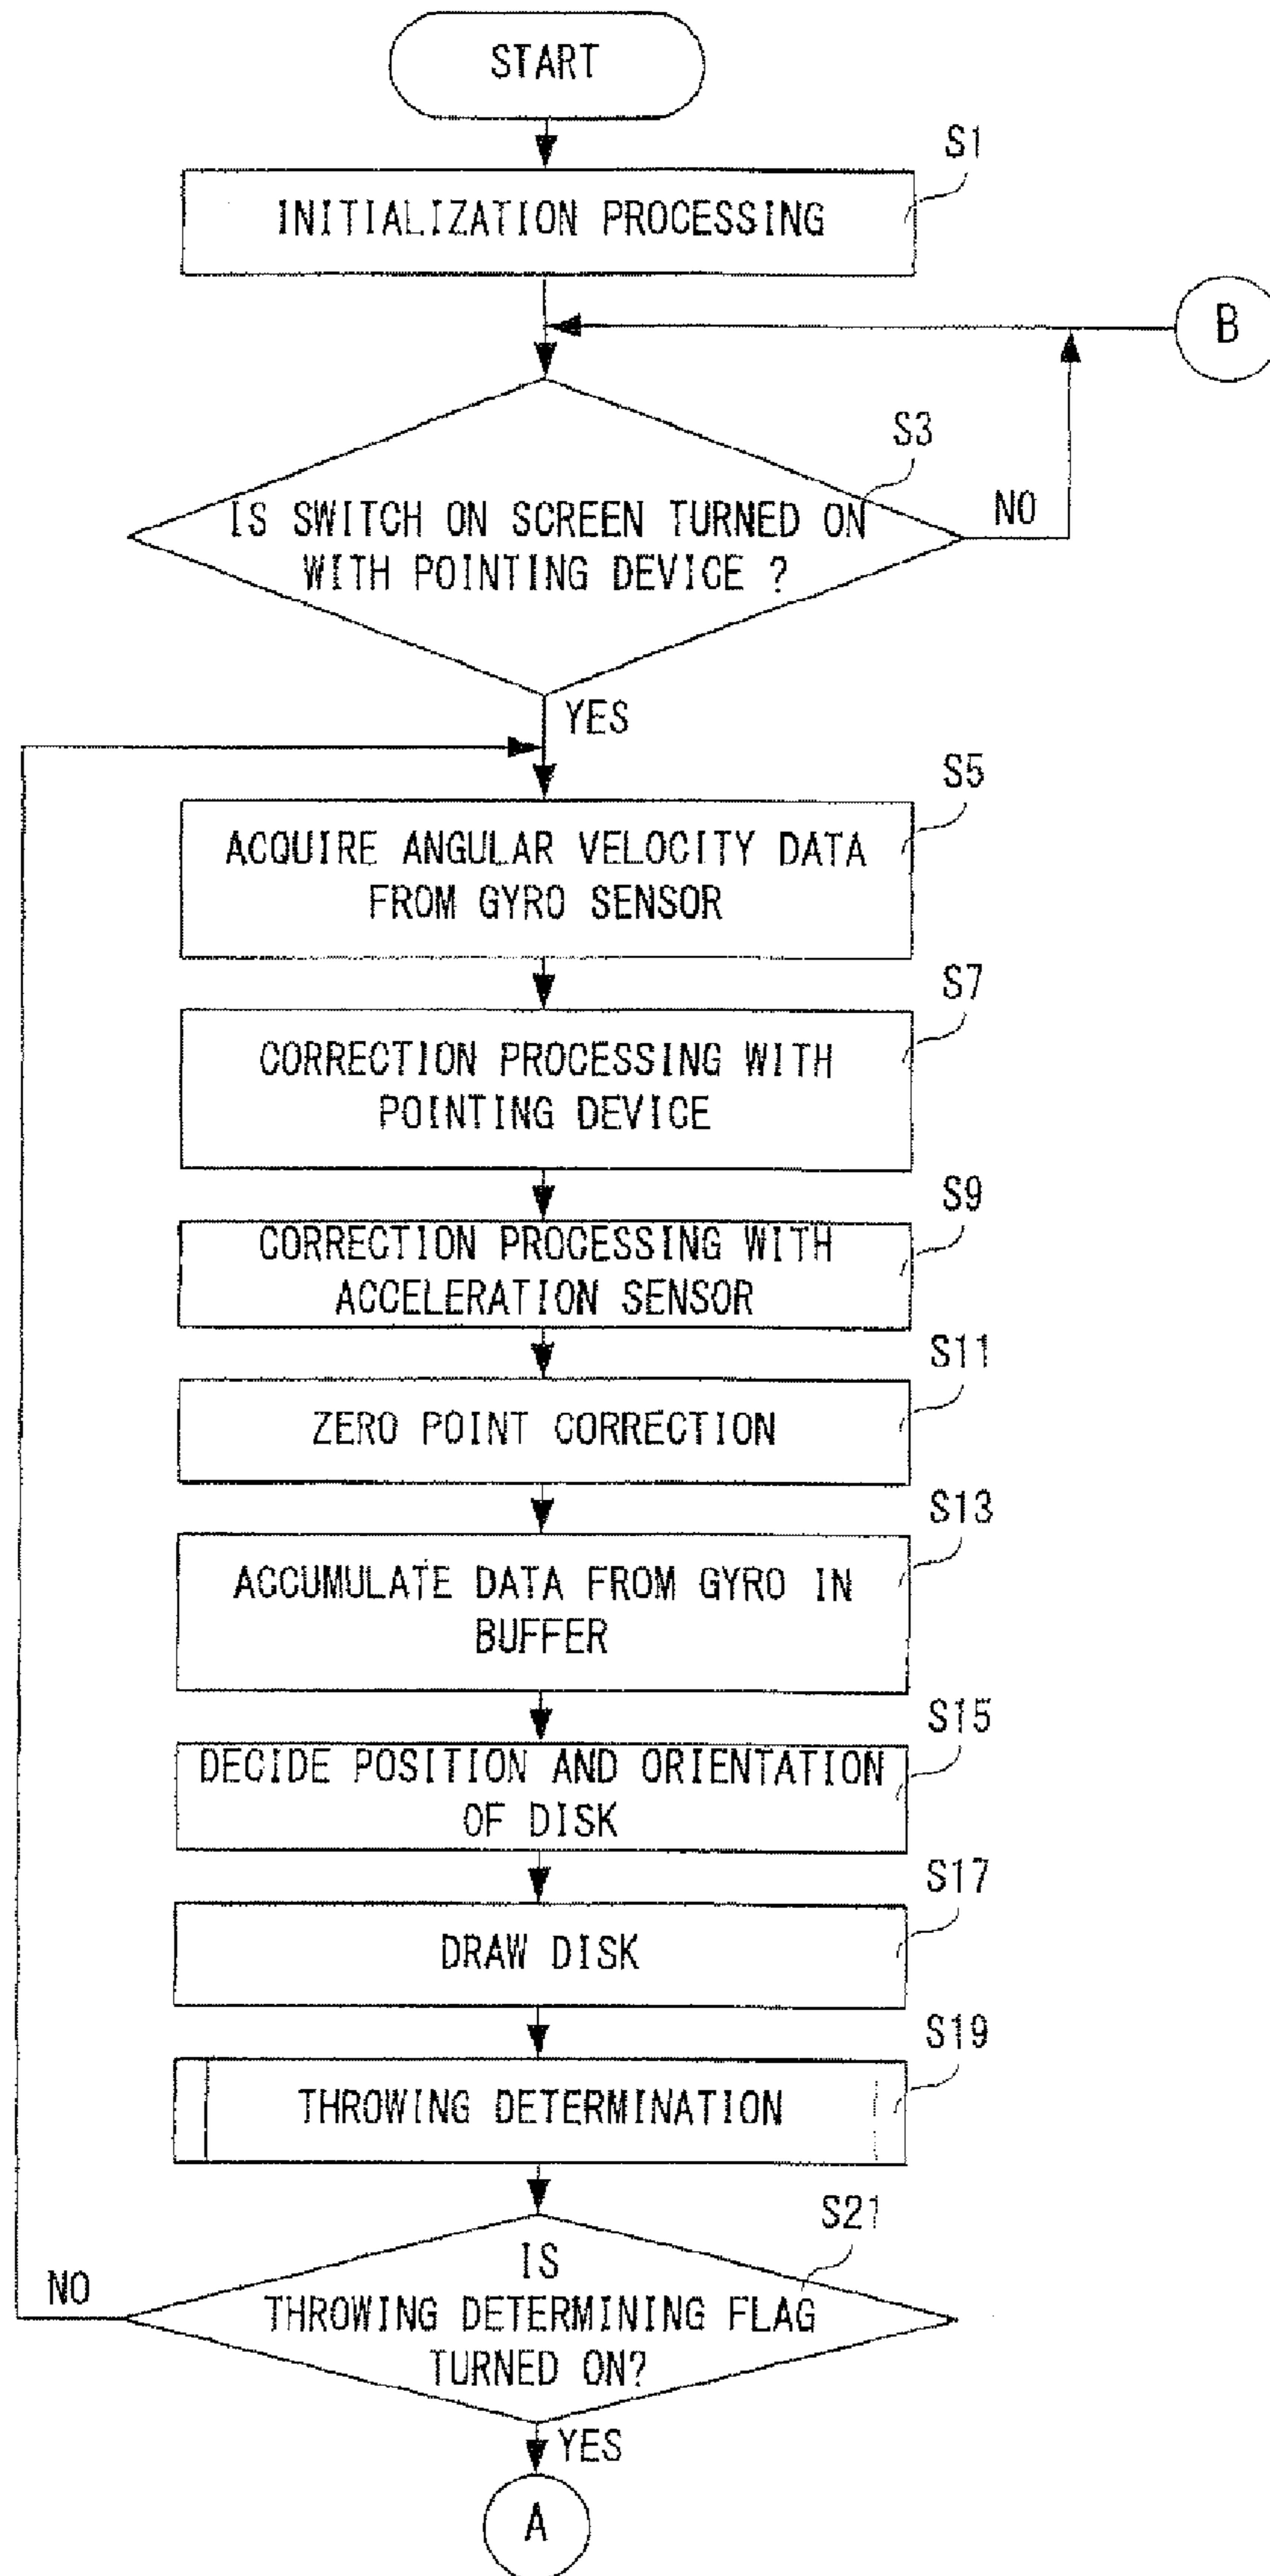 START
S1
INITIALIZATION PROCESSING
B
S3
IS SWITCH ON SCREEN TURNED ON
WITH POINTING DEVICE ?
NO
YES
S5
ACQUIRE ANGULAR VELOCITY DATA
FROM GYRO SENSOR
S7
CORRECTION PROCESSING WITH
POINTING DEVICE
S9
CORRECTION PROCESSING WITH
ACCELERATION SENSOR
S11
ZERO POINT CORRECTION
S13
ACCUMULATE DATA FROM GYRO IN
BUFFER
S15
DECIDE POSITION AND ORIENTATION
OF DISK
S17
DRAW DISK
S19
THROWING DETERMINATION
S21
IS
THROWING DETERMINING FLAG
TURNED ON?
NO
YES
A